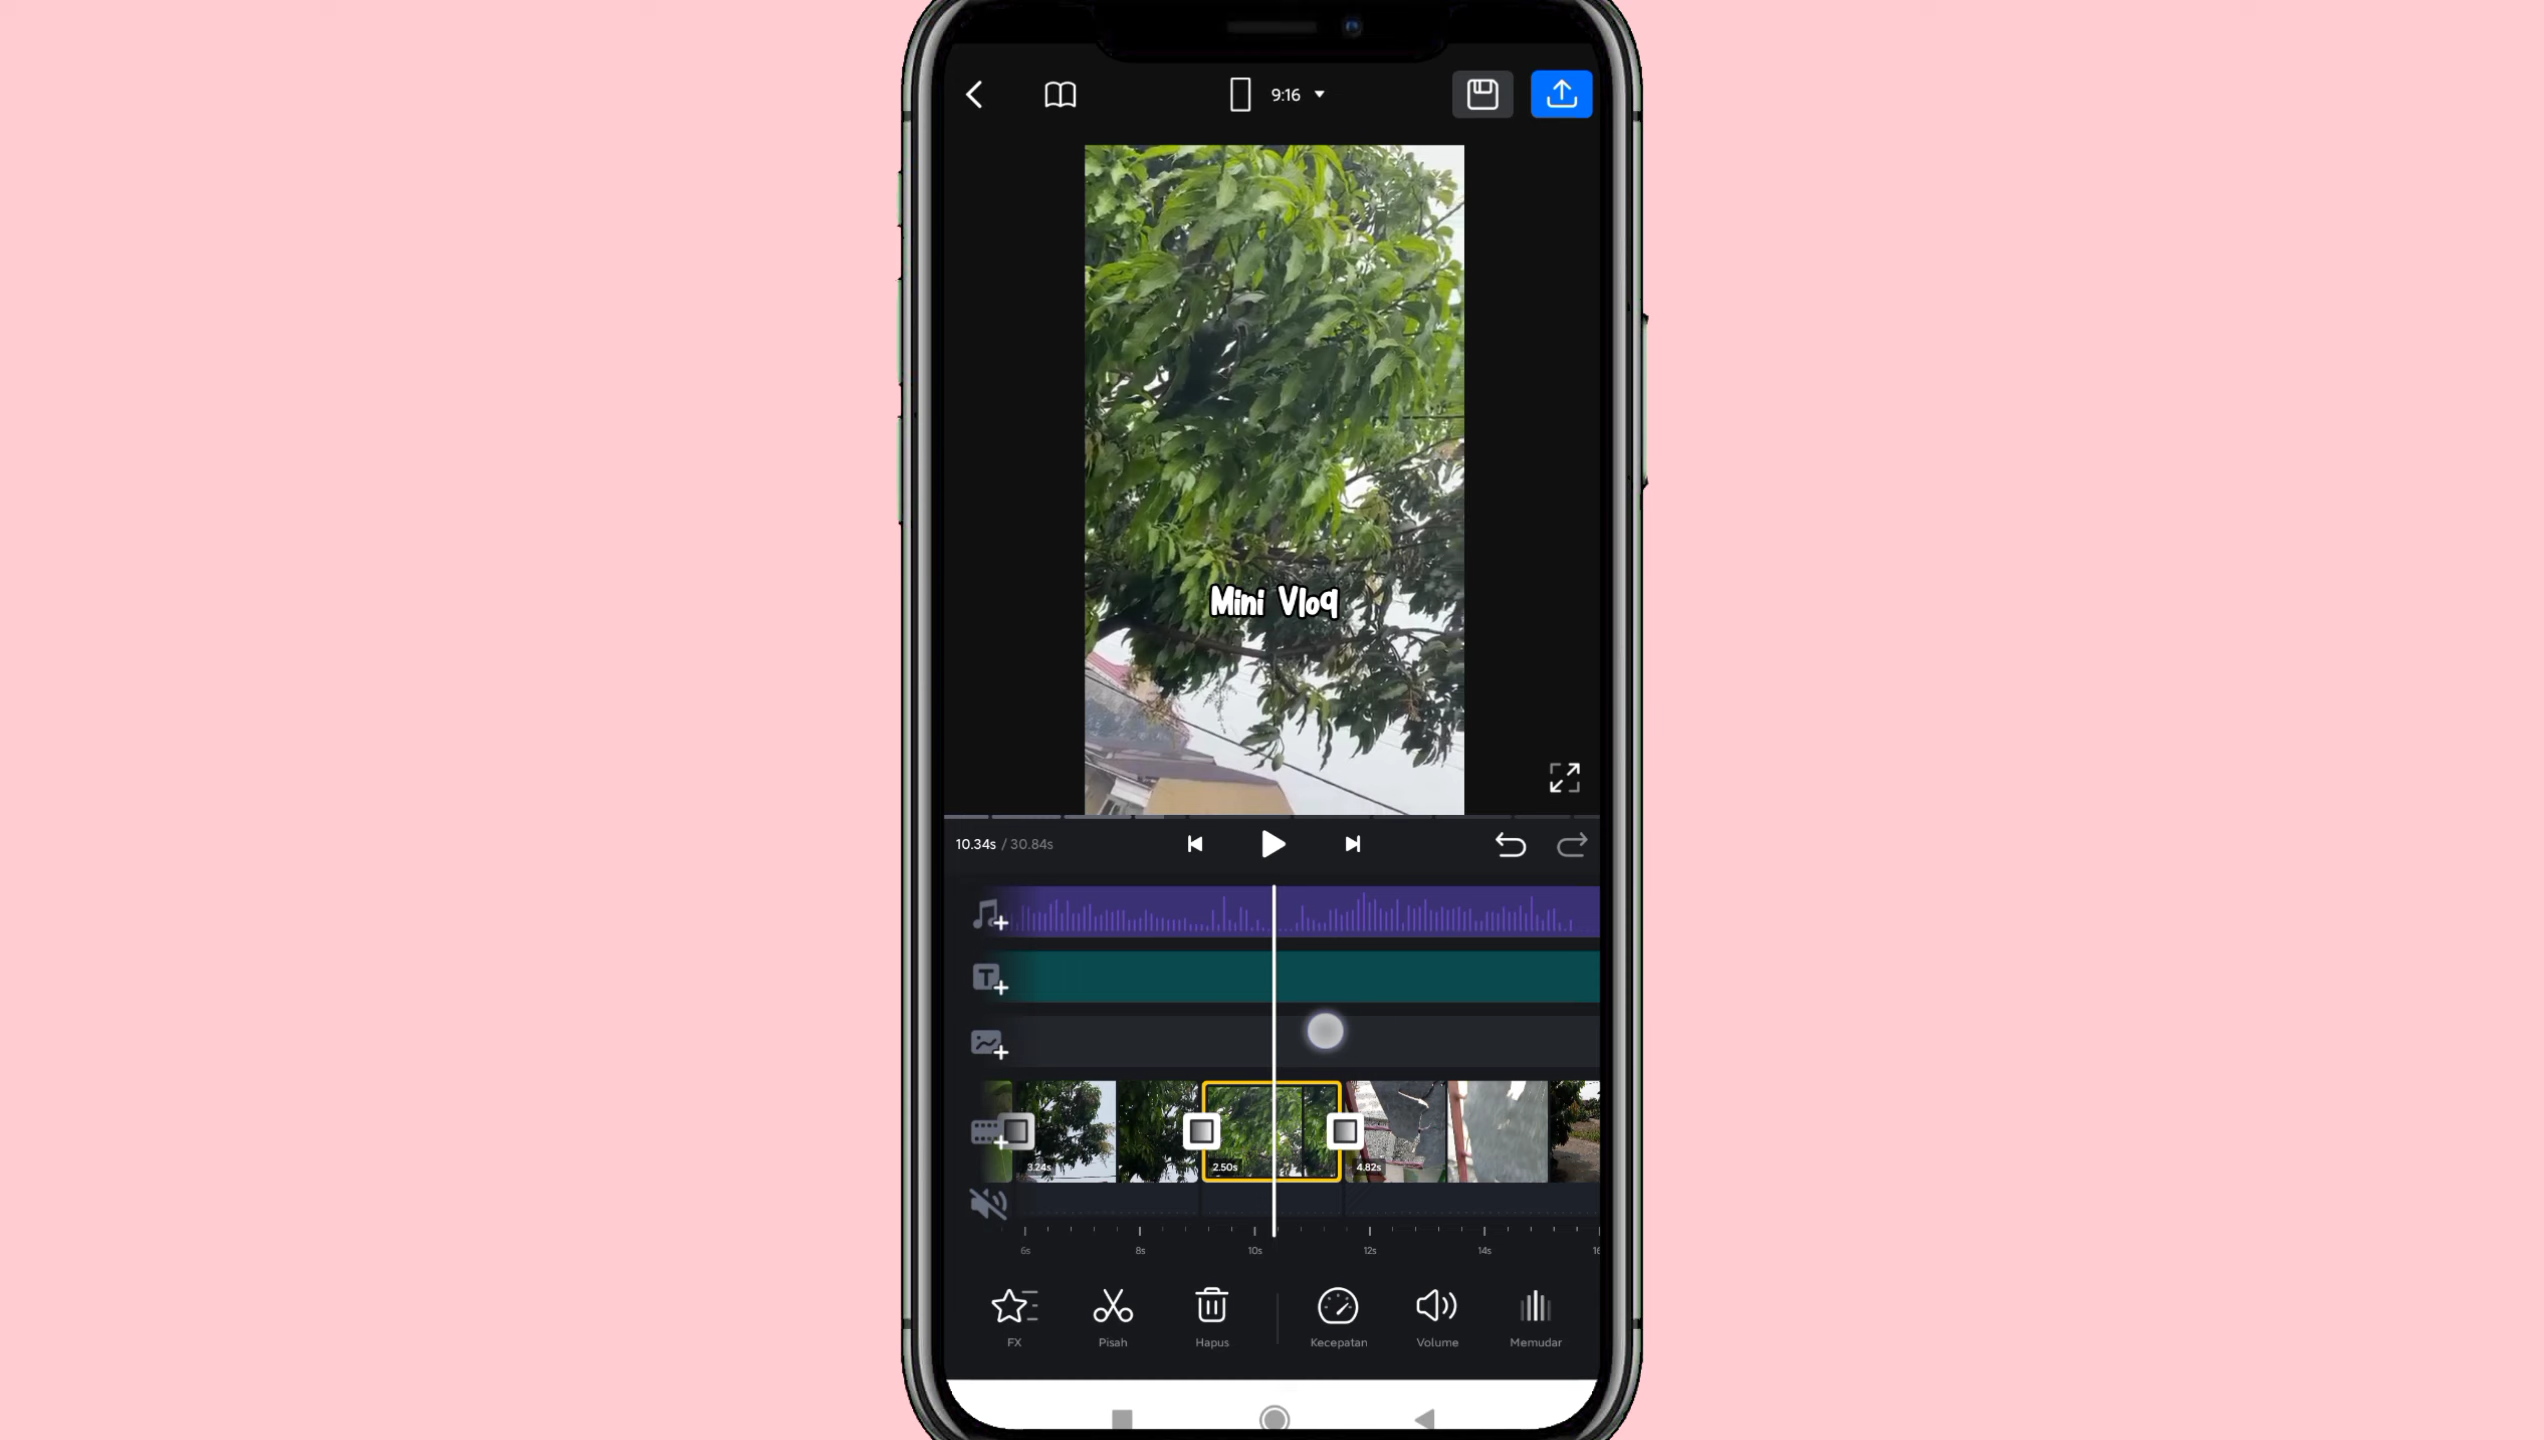 9:16
Mini Vlog
10.34s / 30.84s
T
3.24s
2.50s
4.82s
6s
8s
10s
12s
14s
FX
Pisah
Hapus
Kecepatan
Volume
Memudar